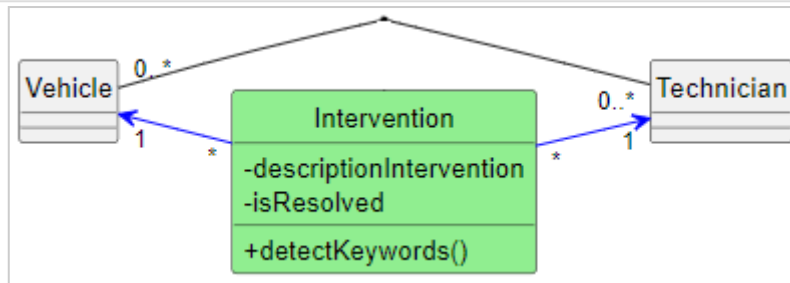 0..*
Vehicle
Technician
0..*
Intervention
1
*
*
1
-descriptionIntervention
-isResolved
+detectKeywords()